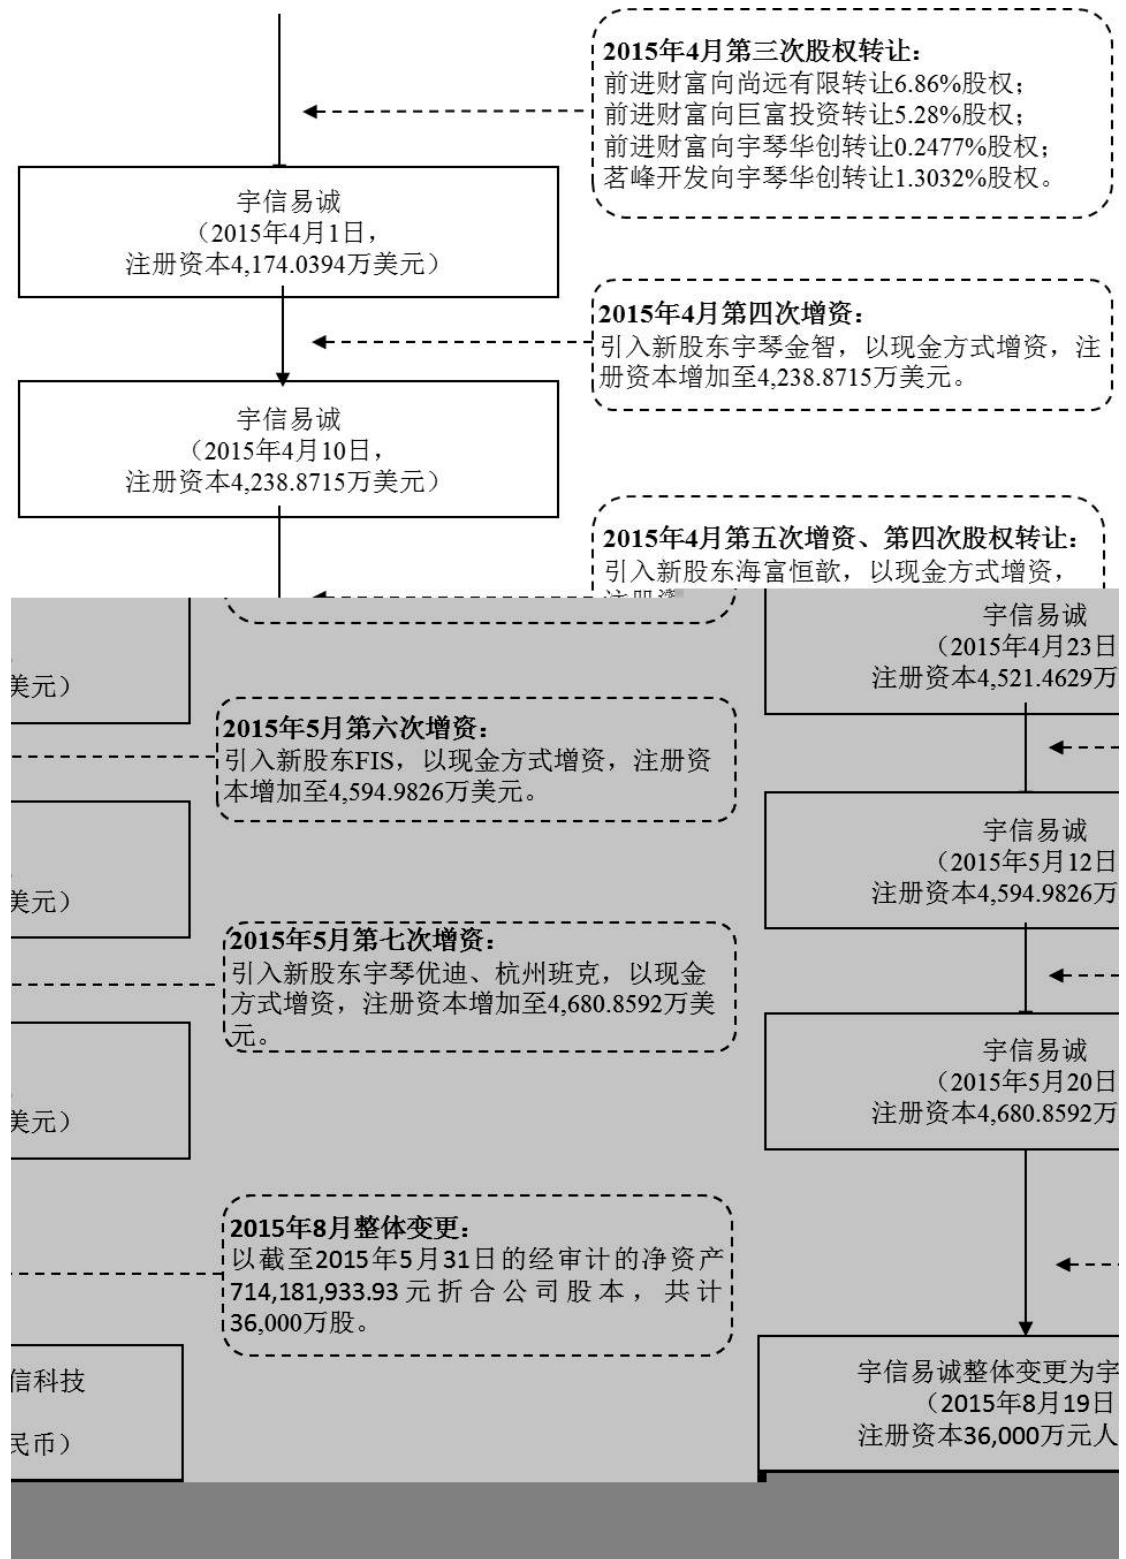 2015年4月第三次股权转让：
前进财富向尚远有限转让6.86%股权；
前进财富向巨富投资转让5.28%股权；
前进财富向宇琴华创转让0.2477%股权；
茗峰开发向宇琴华创转让1.3032%股权。
宇信易诚
（2015年4月1日，
注册资本4,174.0394万美元）
2015年4月第四次增资：
引入新股东宇琴金智，以现金方式增资，注
册资本增加至4,238.8715万美元。
宇信易诚
（2015年4月10日，
注册资本4,238.8715万美元）
2015年4月第五次增资、第四次股权转让：
引入新股东海富恒歆，以现金方式增资，
宇信易诚
（2015年4月23日
注册资本4,521.4629万
美元）
2015年5月第六次增资：
引入新股东FIS，以现金方式增资，注册资
本增加至4,594.9826万美元。
宇信易诚
（2015年5月12日
注册资本4,594.9826万
美元）
2015年5月第七次增资：
引入新股东宇琴优迪、杭州班克，以现金
方式增资，注册资本增加至4,680.8592万美
元。
宇信易诚
（2015年5月20日
注册资本4,680.8592万
美元）
2015年8月整体变更：
以截至2015年5月31日的经审计的净资产
714,181,933.93元折合公司股本，共计
36,000万股。
宇信易诚整体变更为宇
（2015年8月19日
注册资本36,000万元人
信科技
民币）